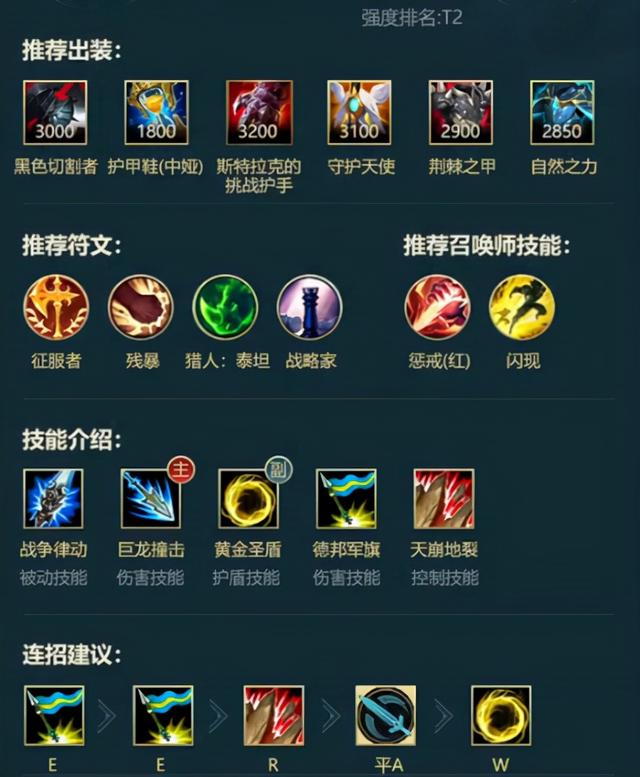 强度排名:T2
推荐出装:
3000 1800 3200 3100 2900 2850
黑色切割者 护甲鞋(中娅) 斯特拉克的 守护天使 荆棘之甲 自然之力
挑战护手
推荐符文: 推荐召唤师技能:
征服者 残暴 猎人：泰坦 战略家 惩戒(红) 闪现
技能介绍:
主 副
战争律动 巨龙撞击 黄金圣盾 德邦军旗 天崩地裂
被动技能 伤害技能 护盾技能 伤害技能 控制技能
连招建议:
E E R 平A W